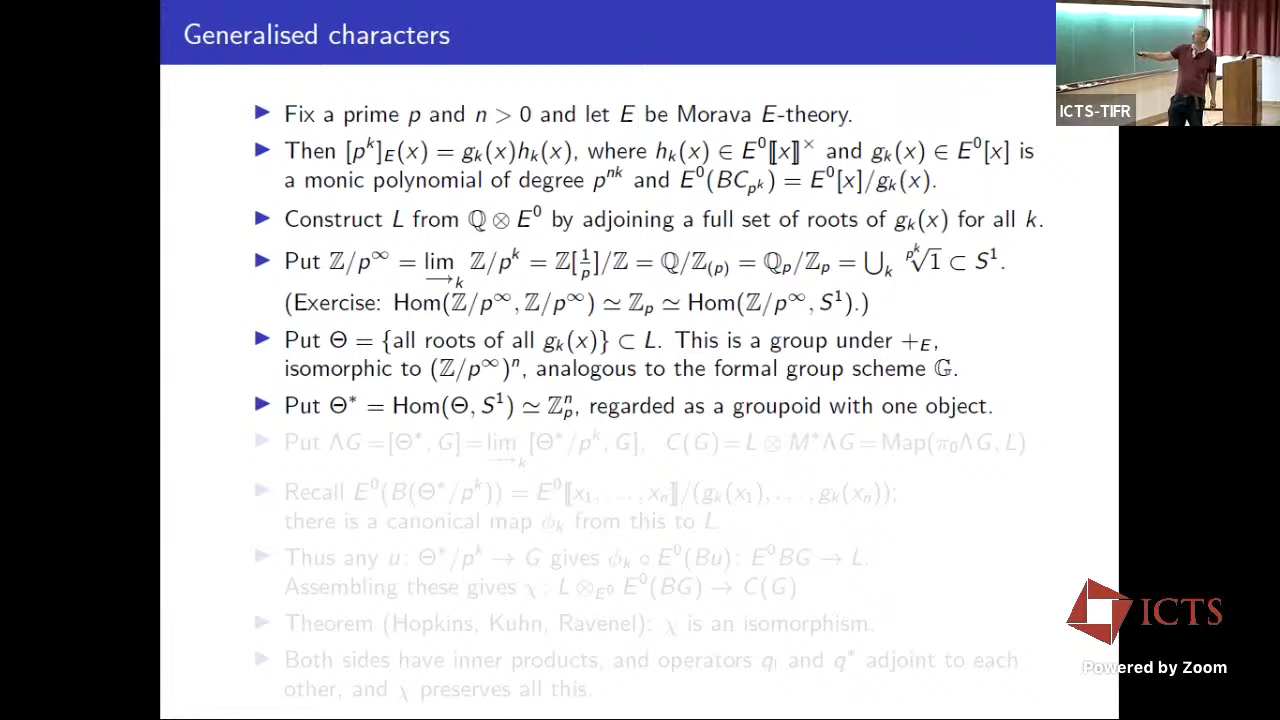 Generalised characters
ICTS-TIFR
▶ Fix a prime p and n > 0 and let E be Morava E-theory.
▶ Then [p^k]_E(x) = g_k(x)h_k(x), where h_k(x) ∈ E^0⟦x⟧^× and g_k(x) ∈ E^0[x] is
a monic polynomial of degree p^{nk} and E^0(BC_{p^k}) = E^0[x]/g_k(x).
▶ Construct L from ℚ ⊗ E^0 by adjoining a full set of roots of g_k(x) for all k.
▶ Put ℤ/p^∞ = lim_{⟶k} ℤ/p^k = ℤ[1/p]/ℤ = ℚ/ℤ_{(p)} = ℚ_p/ℤ_p = ⋃_k \sqrt[p^k]{1} ⊂ S^1.
(Exercise: Hom(ℤ/p^∞, ℤ/p^∞) ≃ ℤ_p ≃ Hom(ℤ/p^∞, S^1).)
▶ Put Θ = {all roots of all g_k(x)} ⊂ L. This is a group under +_E,
isomorphic to (ℤ/p^∞)^n, analogous to the formal group scheme 𝔾.
▶ Put Θ* = Hom(Θ, S^1) ≃ ℤ_p^n, regarded as a groupoid with one object.
▶ Put ΛG = [Θ*, G] = lim_{⟶k} [Θ*/p^k, G], C(G) = L ⊗ M*ΛG = Map(π_0ΛG, L)
▶ Recall E^0(B(Θ*/p^k)) = E^0⟦x_1, . . . , x_n⟧/(g_k(x_1), . . . , g_k(x_n));
there is a canonical map ϕ_k from this to L.
▶ Thus any u: Θ*/p^k → G gives ϕ_k ∘ E^0(Bu): E^0BG → L.
Assembling these gives χ: L ⊗_{E^0} E^0(BG) → C(G)
▶ Theorem (Hopkins, Kuhn, Ravenel): χ is an isomorphism.
▶ Both sides have inner products, and operators q_! and q* adjoint to each
other, and χ preserves all this.
ICTS
Powered by Zoom